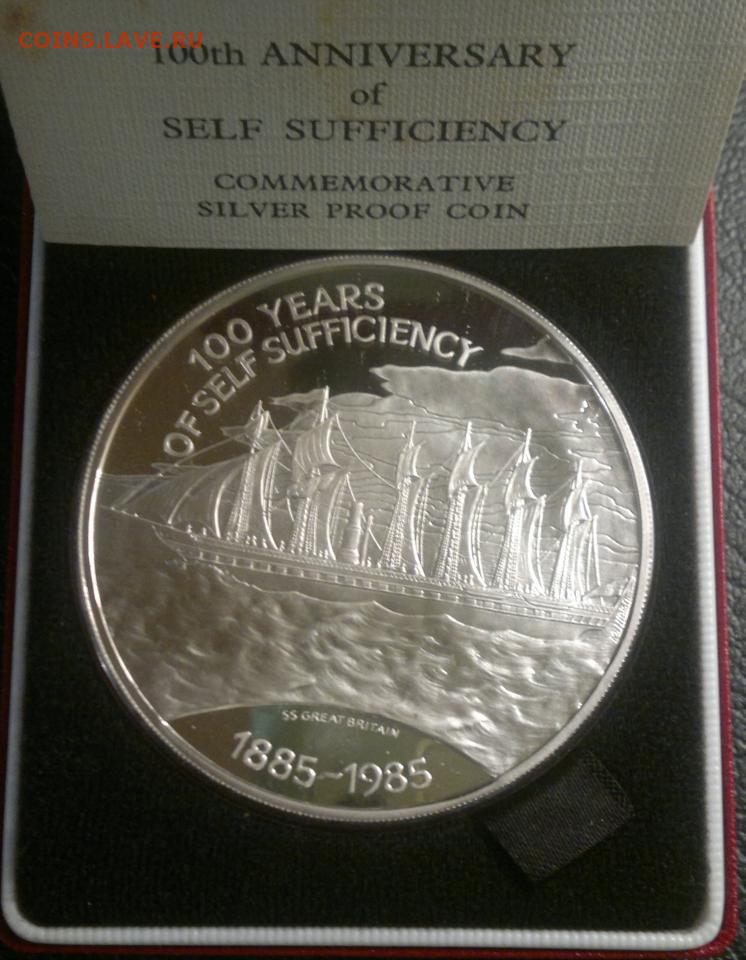 COINS.LAVE.RU
100th ANNIVERSARY
of
SELF SUFFICIENCY
COMMEMORATIVE
SILVER PROOF COIN
100 YEARS
OF SELF SUFFICIENCY
SS GREAT BRITAIN
1885-1985